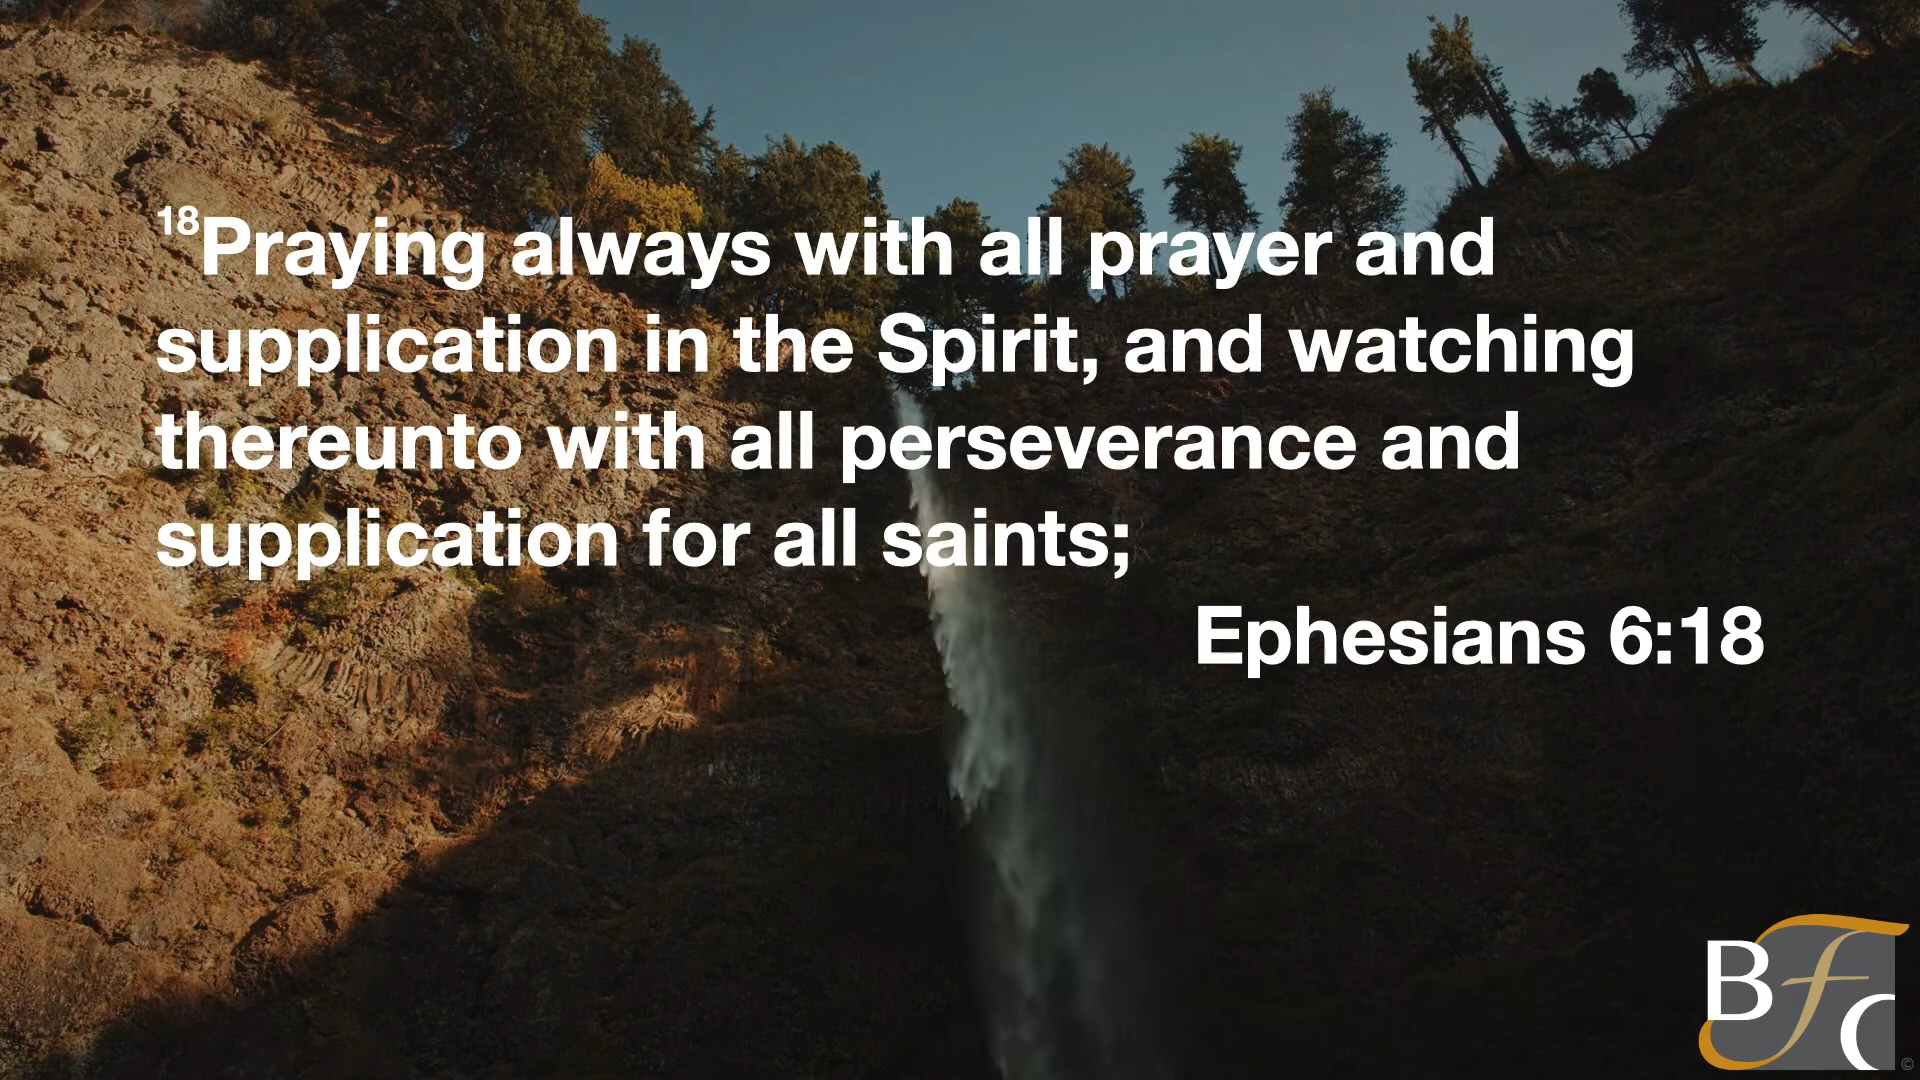 18Praying always with all prayer and
supplication in the Spirit, and watching
thereunto with all perseverance and
supplication for all saints;
Ephesians 6:18
BFC
©